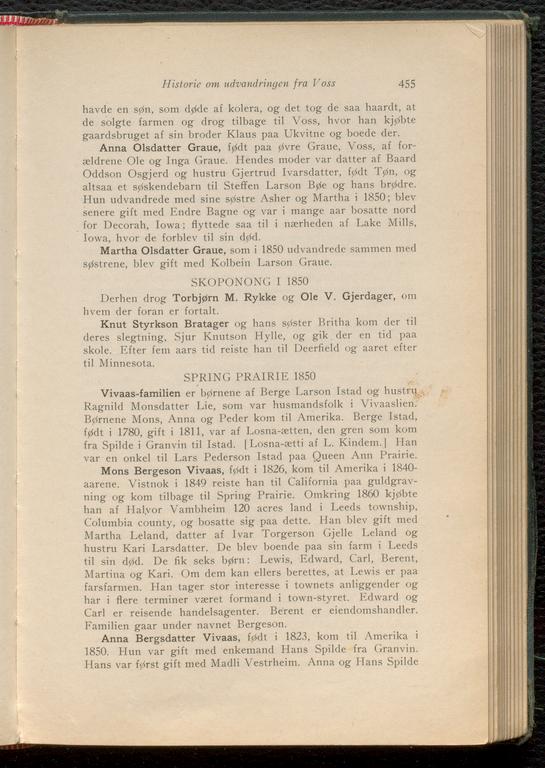 Historie om udvandringen fra Voss 455
havde en søn, som døde af kolera, og det tog de saa haardt, at
de solgte farmen og drog tilbage til Voss, hvor han kjøbte
gaardsbruget af sin broder Klaus paa Ukvitne og boede der.
Anna Olsdatter Graue, født paa øvre Graue, Voss, af for-
ældrene Ole og Inga Graue. Hendes moder var datter af Baard
Oddson Osgjerd og hustru Gjertrud Ivarsdatter, født Tøn, og
altsaa et søskendebarn til Steffen Larson Bøe og hans brødre.
Hun udvandrede med sine søstre Asher og Martha i 1850; blev
senere gift med Endre Bagne og var i mange aar bosatte nord
for Decorah, Iowa; flyttede saa til i nærheden af Lake Mills,
Iowa, hvor de forblev til sin død.
Martha Olsdatter Graue, som i 1850 udvandrede sammen med
søstrene, blev gift med Kolbein Larson Graue.
SKOPONONG I 1850
Derhen drog Torbjørn M. Rykke og Ole V. Gjerdager, om
hvem der foran er fortalt.
Knut Styrkson Bratager og hans søster Britha kom der til
deres slegtning, Sjur Knutson Hylle, og gik der en tid paa
skole. Efter fem aars tid reiste han til Deerfield og aaret efter
til Minnesota.
SPRING PRAIRIE 1850
Vivaas-familien er børnene af Berge Larson Istad og hustru
Ragnild Monsdatter Lie, som var husmandsfolk i Vivaaslien.
Børnene Mons, Anna og Peder kom til Amerika. Berge Istad,
født i 1780, gift i 1811, var af Losna-ætten, den gren som kom
fra Spilde i Granvin til Istad. [Losna-ætti af L. Kindem.] Han
var en onkel til Lars Pederson Istad paa Queen Ann Prairie.
Mons Bergeson Vivaas, født i 1826, kom til Amerika i 1840-
aarene. Vistnok i 1849 reiste han til California paa guldgrav-
ning og kom tilbage til Spring Prairie. Omkring 1860 kjøbte
han af Halvor Vambheim 120 acres land i Leeds township,
Columbia county, og bosatte sig paa dette. Han blev gift med
Martha Leland, datter af Ivar Torgerson Gjelle Leland og
hustru Kari Larsdatter. De blev boende paa sin farm i Leeds
til sin død. De fik seks børn: Lewis, Edward, Carl, Berent,
Martina og Kari. Om dem kan ellers berettes, at Lewis er paa
farsfarmen. Han tager stor interesse i townets anliggender og
har i flere terminer været formand i town-styret. Edward og
Carl er reisende handelsagenter. Berent er eiendomshandler.
Familien gaar under navnet Bergeson.
Anna Bergsdatter Vivaas, født i 1823, kom til Amerika i
1850. Hun var gift med enkemand Hans Spilde fra Granvin.
Hans var først gift med Madli Vestrheim. Anna og Hans Spilde